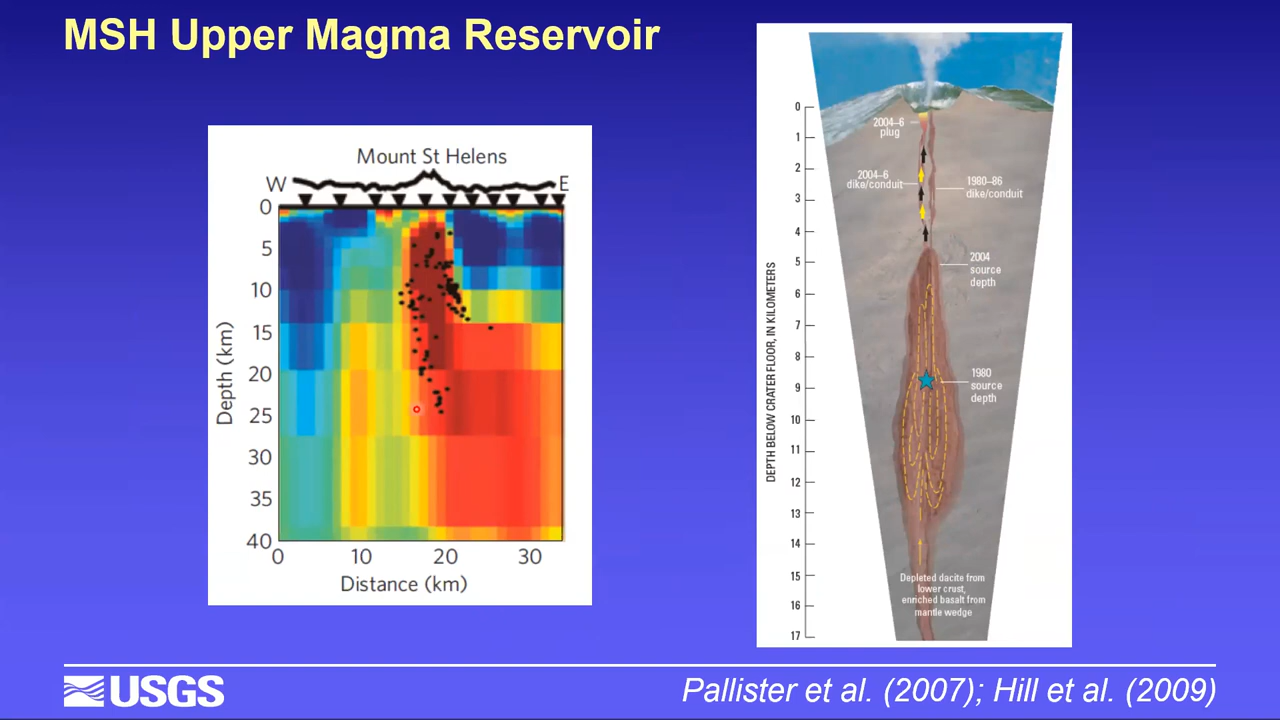 MSH Upper Magma Reservoir
Mount St Helens
W
E
0
5
10
15
20
25
30
35
40
Depth (km)
0 10 20 30
Distance (km)
0
1
2
3
4
5
6
7
8
9
10
11
12
13
14
15
16
17
DEPTH BELOW CRATER FLOOR, IN KILOMETERS
2004–6
plug
2004–6
dike/conduit
1980–86
dike/conduit
2004
source
depth
1980
source
depth
Depleted dacite from
lower crust,
enriched basalt from
mantle wedge
USGS
Pallister et al. (2007); Hill et al. (2009)